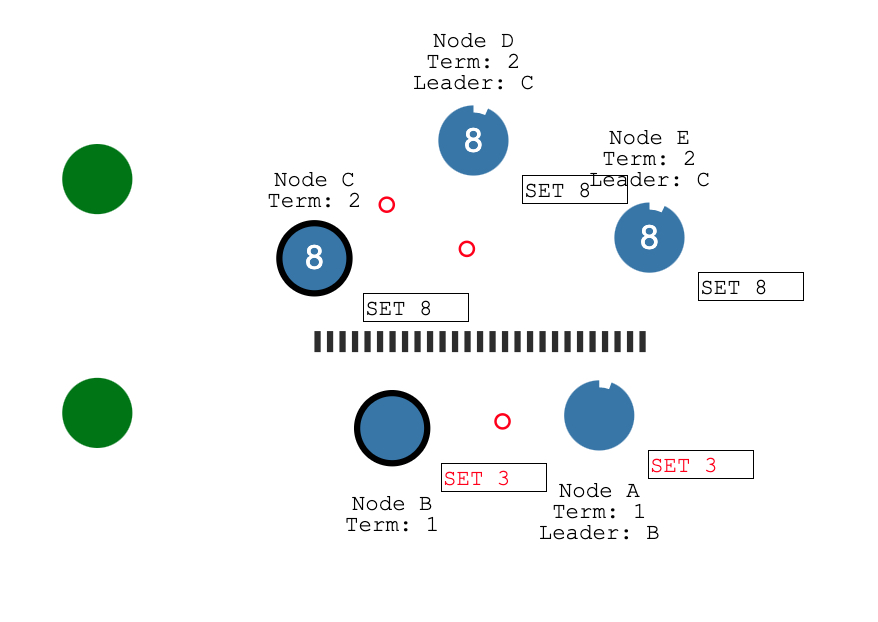 Node D
Term: 2
Leader: C
8
SET 8
Node E
Term: 2
Leader: C
8
SET 8
Node C
Term: 2
8
SET 8
SET 3
Node B
Term: 1
SET 3
Node A
Term: 1
Leader: B